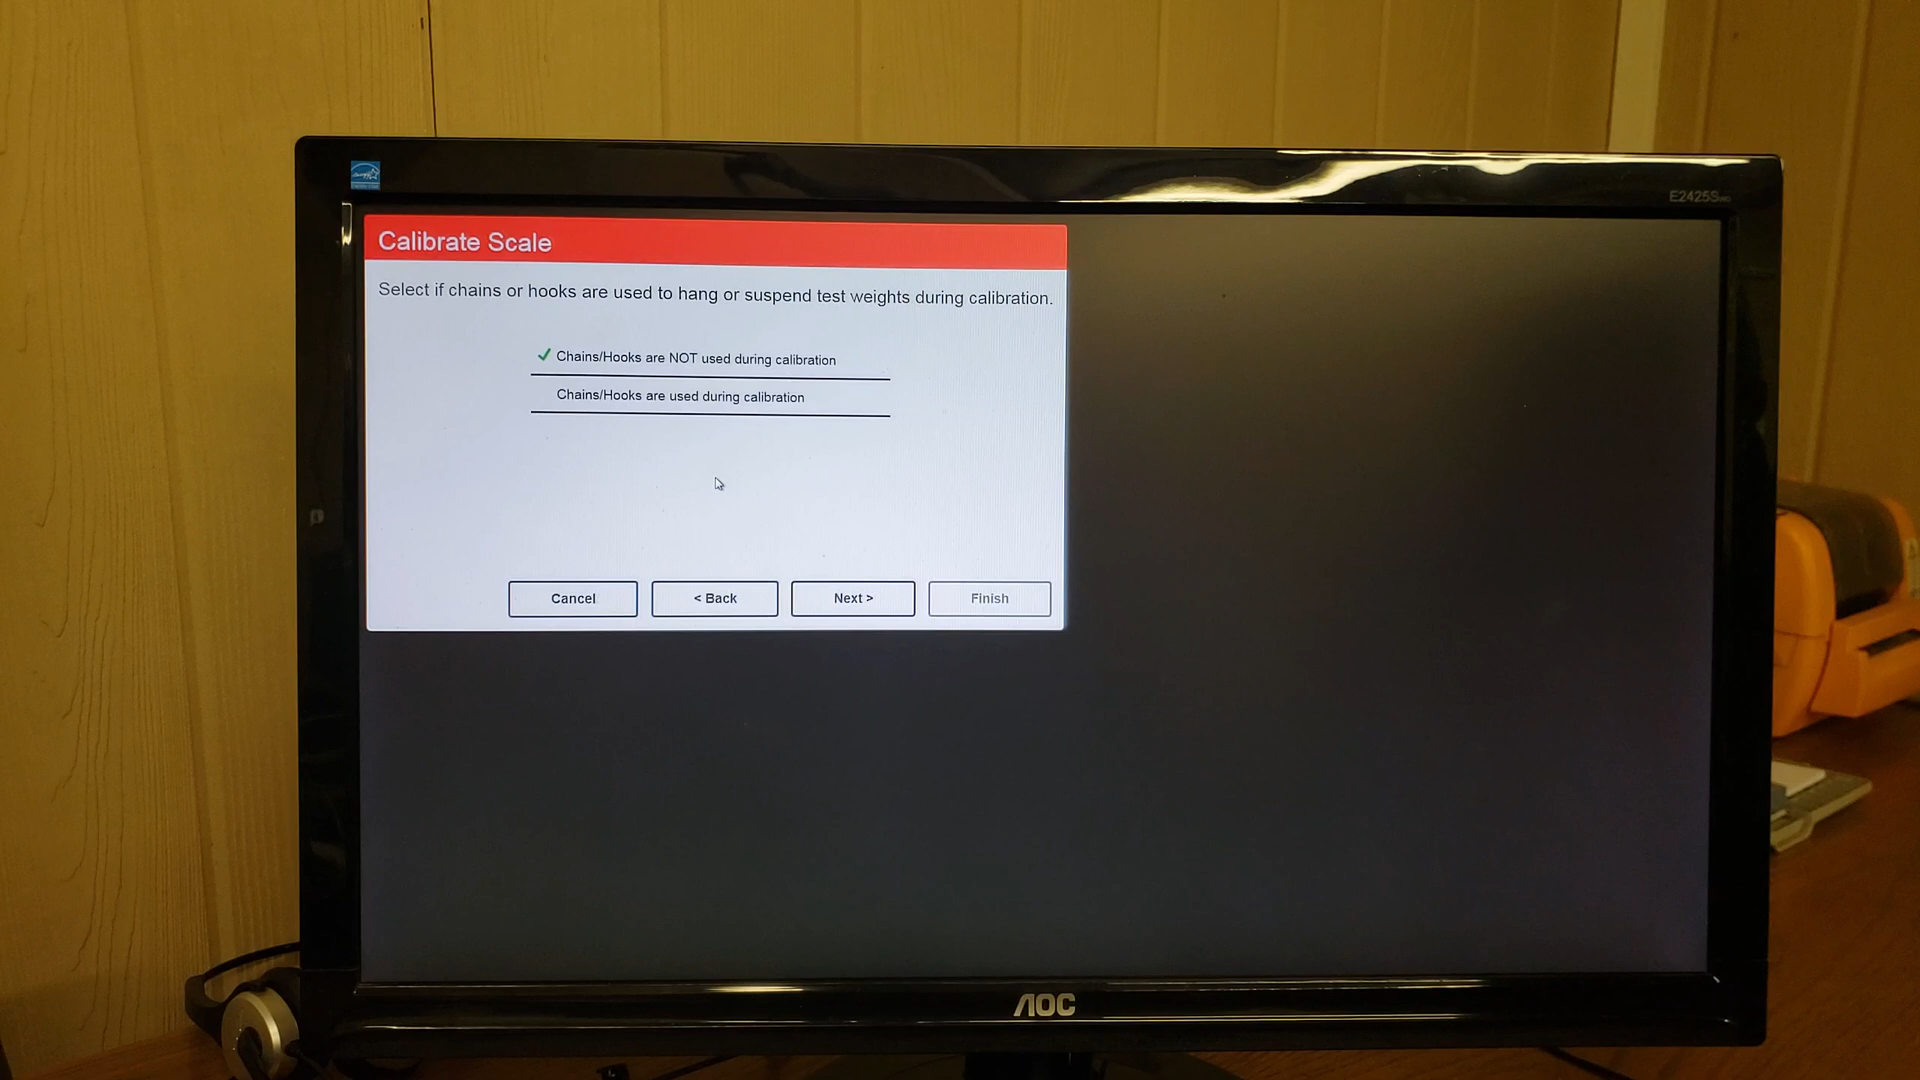 E2425S
Calibrate Scale
Select if chains or hooks are used to hang or suspend test weights during calibration.
✓ Chains/Hooks are NOT used during calibration
Chains/Hooks are used during calibration
Cancel
< Back
Next >
Finish
AOC